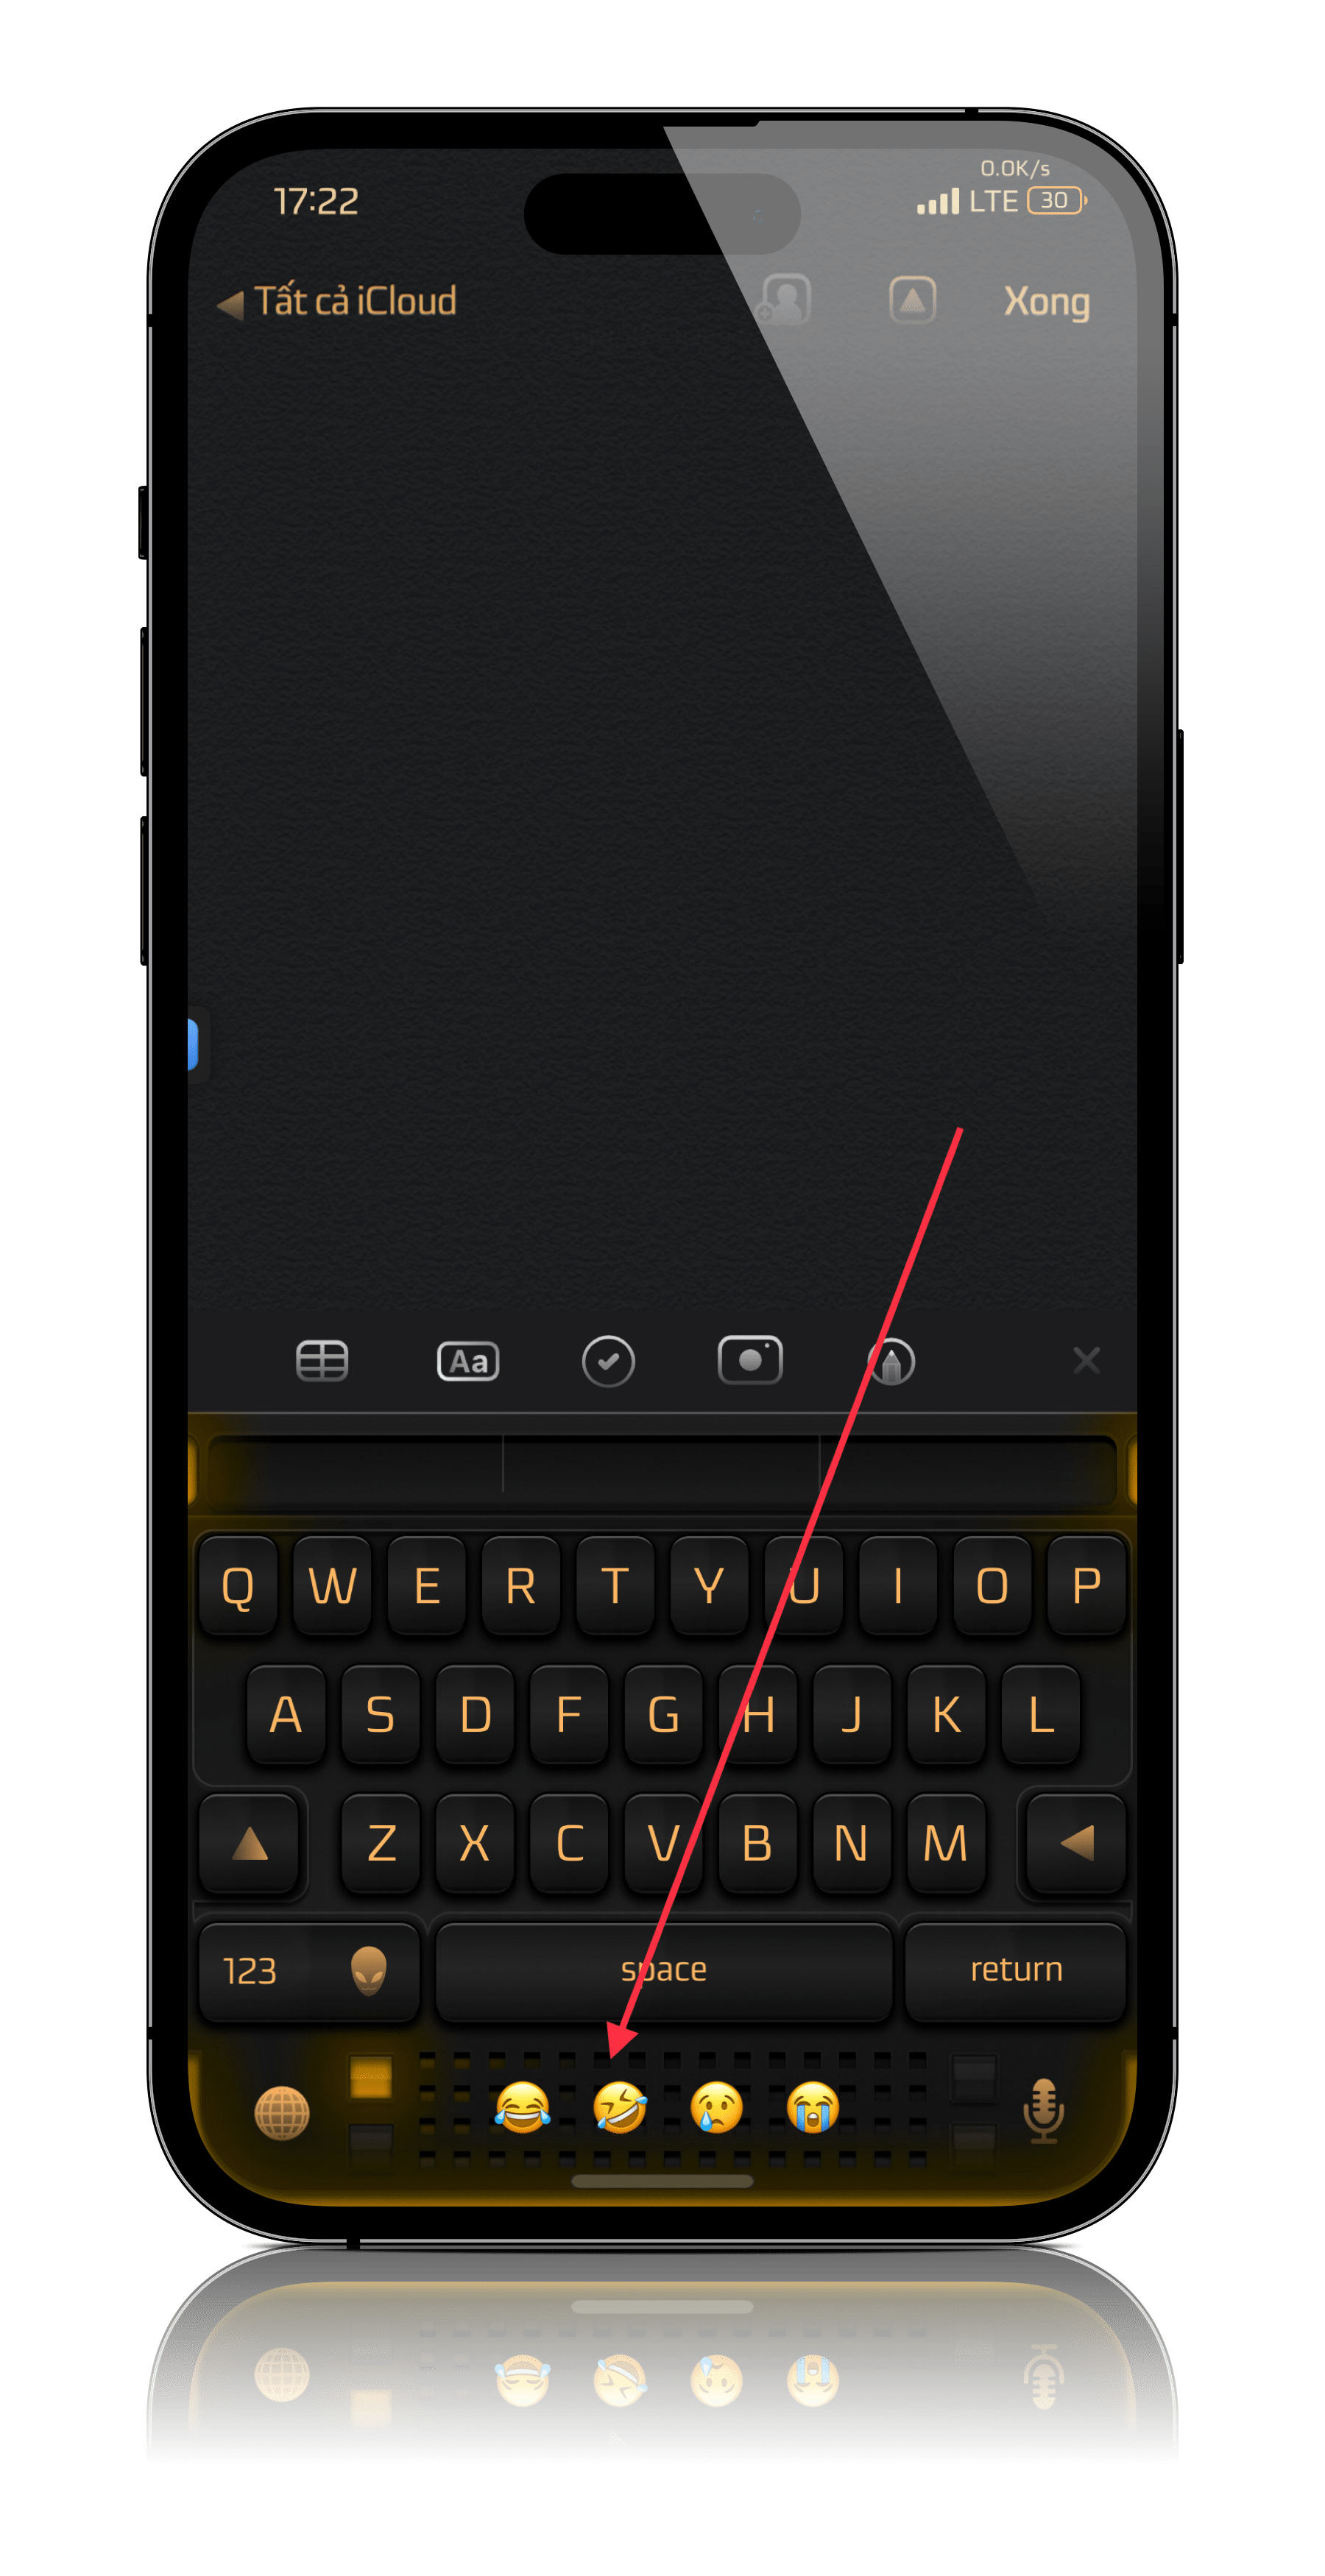 0.0K/s
17:22
LTE 30
Tất cả iCloud
Xong
Aa
Q W E R T Y U I O P
A S D F G H J K L
Z X C V B N M
123 space return